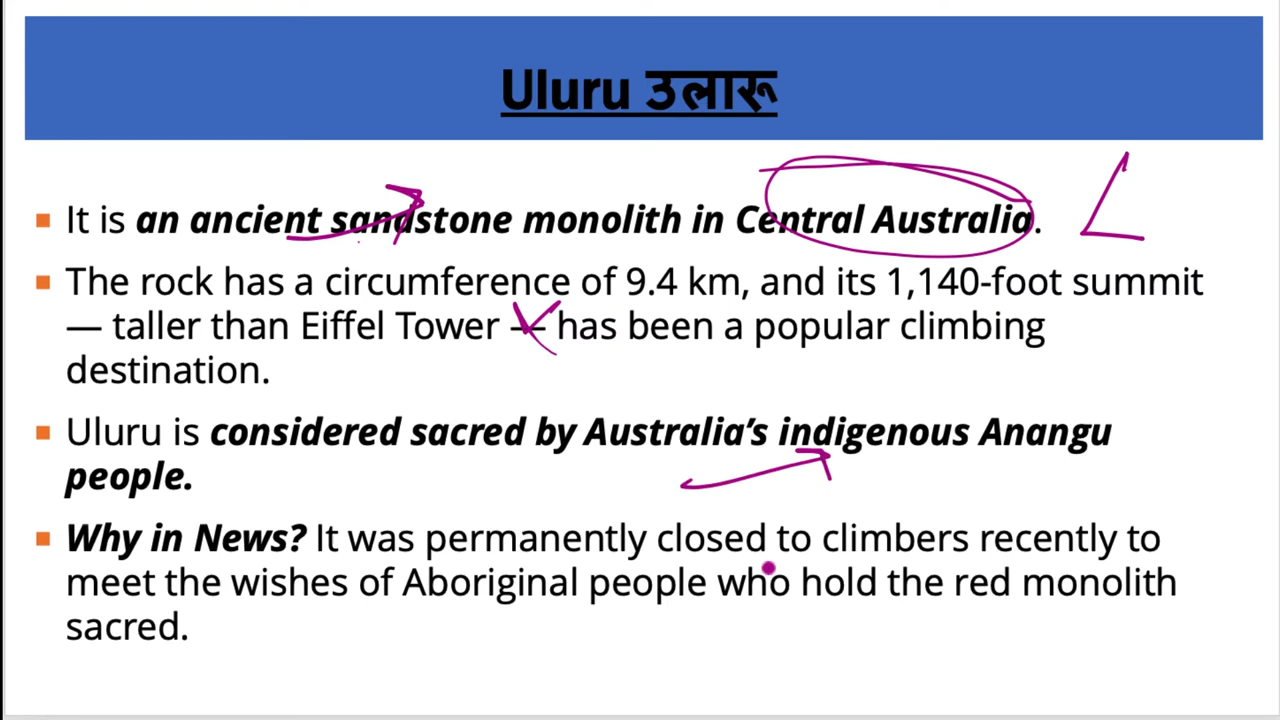 Uluru उलारू
▪ It is an ancient sandstone monolith in Central Australia.
▪ The rock has a circumference of 9.4 km, and its 1,140-foot summit
— taller than Eiffel Tower — has been a popular climbing
destination.
▪ Uluru is considered sacred by Australia’s indigenous Anangu
people.
▪ Why in News? It was permanently closed to climbers recently to
meet the wishes of Aboriginal people who hold the red monolith
sacred.